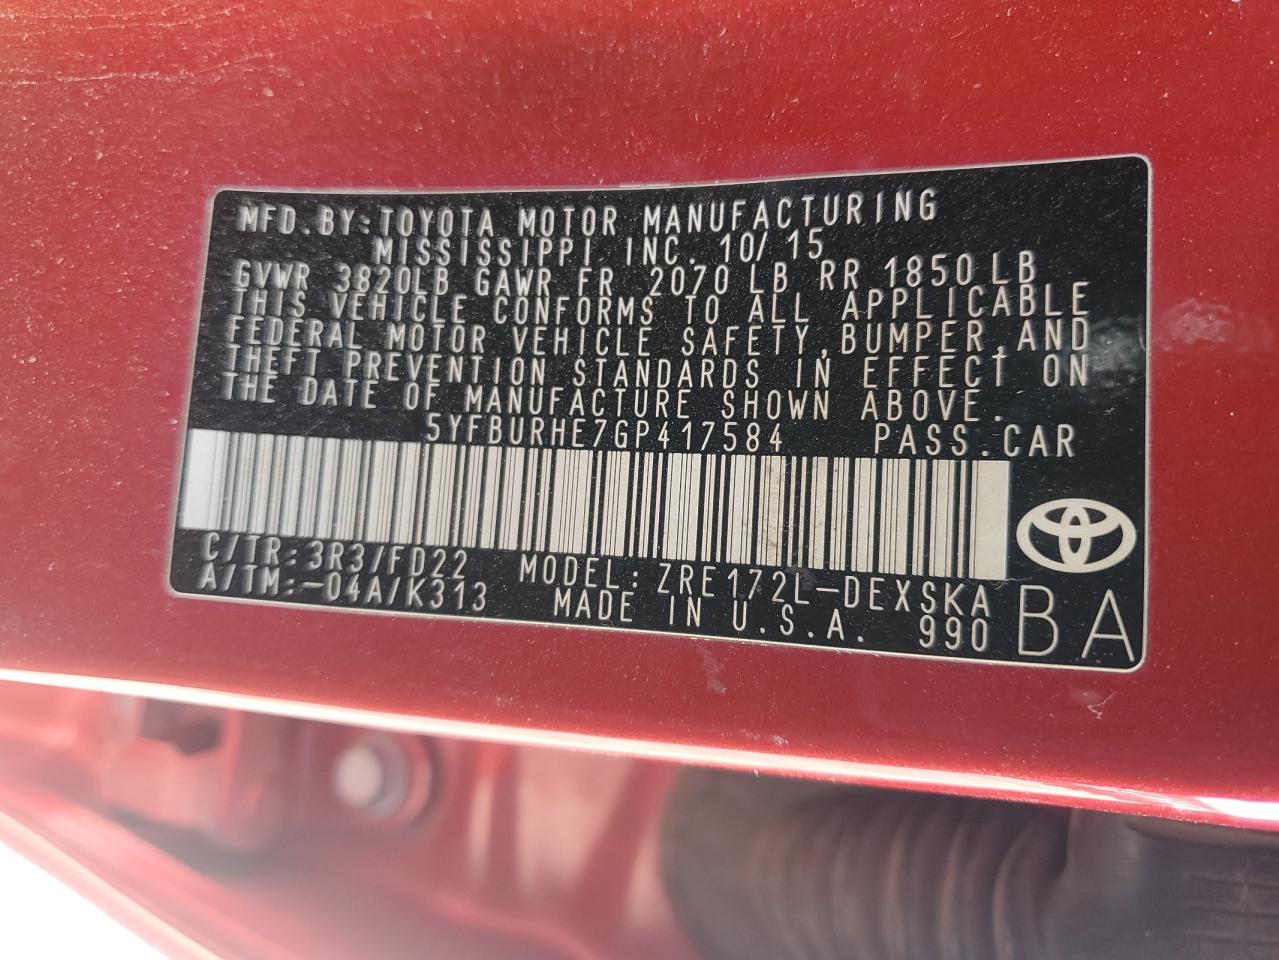 MFD.BY:TOYOTA MOTOR MANUFACTURING
MISSISSIPPI, INC. 10/15
GVWR 3820LB GAWR FR 2070 LB RR 1850LB
THIS VEHICLE CONFORMS TO ALL APPLICABLE
FEDERAL MOTOR VEHICLE SAFETY,BUMPER,AND
THEFT PREVENTION STANDARDS IN EFFECT ON
THE DATE OF MANUFACTURE SHOWN ABOVE.
5YFBURHE7GP417584 PASS.CAR
C/TR:3R3/FD22 MODEL:ZRE172L-DEXSKA
A/TM:-04A/K313 MADE IN U.S.A. 990 BA